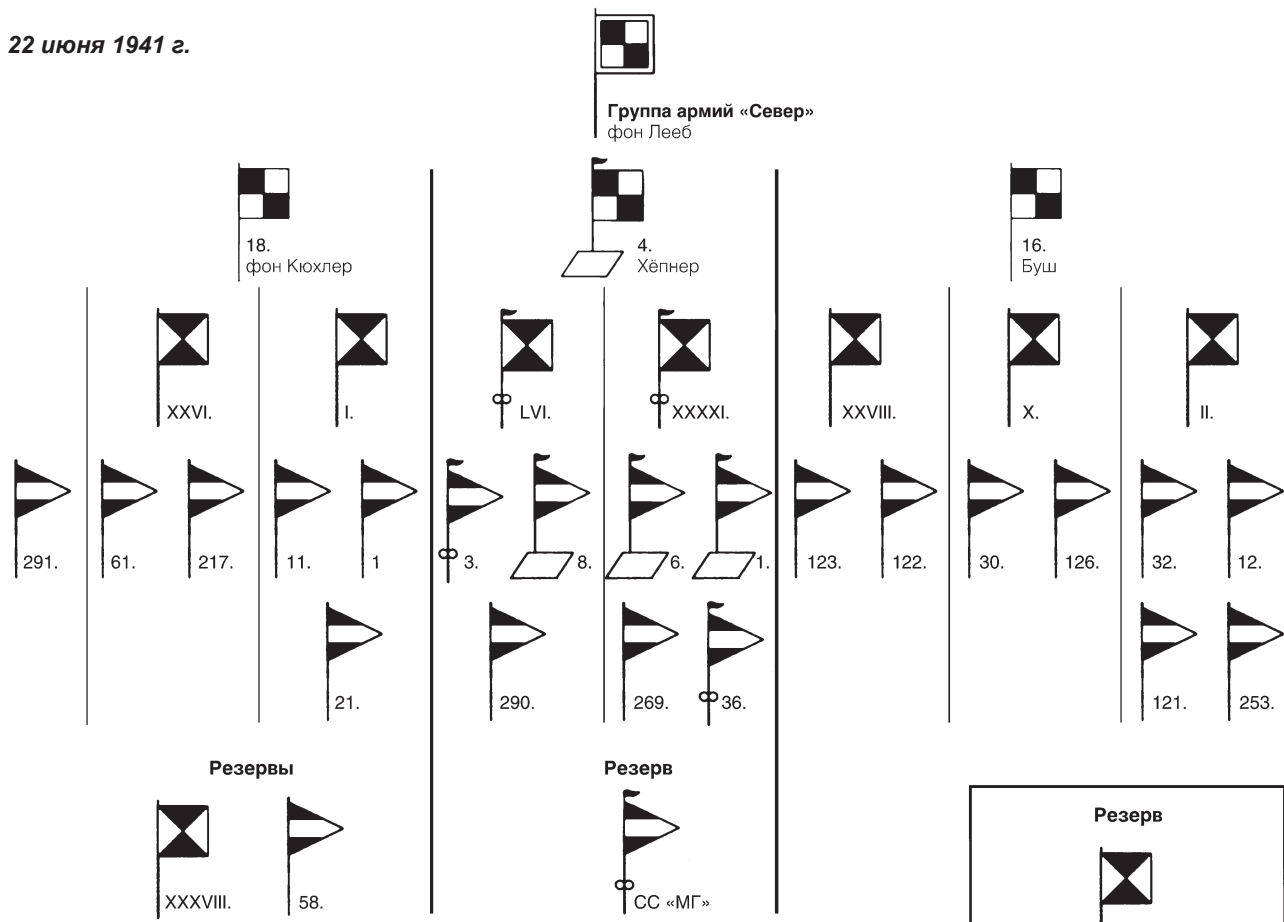 22 июня 1941 г.
Группа армий «Север»
фон Лееб
18.
фон Кюхлер
4.
Хёпнер
16.
Буш
XXVI.
I.
LVI.
XXXXI.
XXVIII.
X.
II.
291.
61.
217.
11.
1
3.
8.
6.
1.
123.
122.
30.
126.
32.
12.
21.
290.
269.
36.
121.
253.
Резервы
Резерв
Резерв
XXXVIII.
58.
СС «МГ»